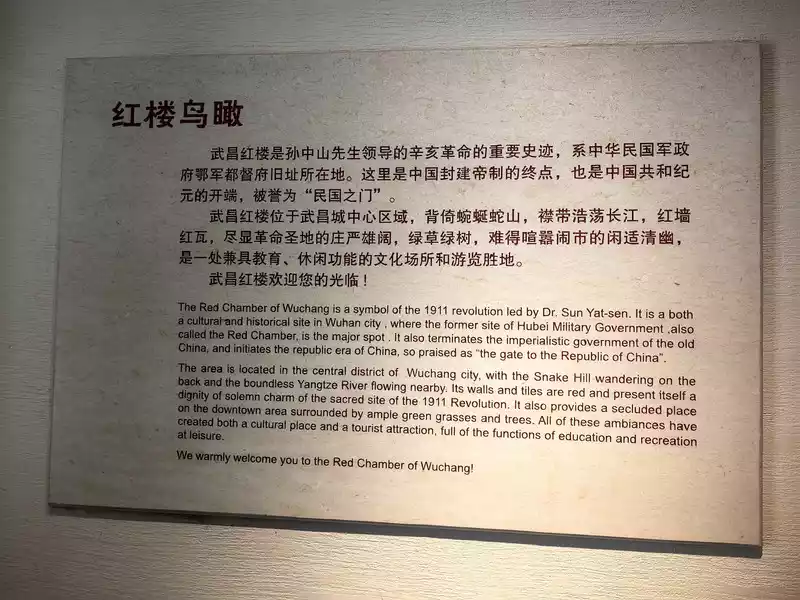 红楼鸟瞰
武昌红楼是孙中山先生领导的辛亥革命的重要史迹，系中华民国军政
府鄂军都督府旧址所在地。这里是中国封建帝制的终点，也是中国共和纪
元的开端，被誉为“民国之门”。
武昌红楼位于武昌城中心区域，背倚蜿蜒蛇山，襟带浩荡长江，红墙
红瓦，尽显革命圣地的庄严雄阔，绿草绿树，难得喧嚣闹市的闲适清幽，
是一处兼具教育、休闲功能的文化场所和游览胜地。
武昌红楼欢迎您的光临！
The Red Chamber of Wuchang is a symbol of the 1911 revolution led by Dr. Sun Yat-sen. It is a both
a cultural and historical site in Wuhan city , where the former site of Hubei Military Government ,also
called the Red Chamber, is the major spot . It also terminates the imperialistic government of the old
China, and initiates the republic era of China, so praised as “the gate to the Republic of China”.
The area is located in the central district of Wuchang city, with the Snake Hill wandering on the
back and the boundless Yangtze River flowing nearby. Its walls and tiles are red and present itself a
dignity of solemn charm of the sacred site of the 1911 Revolution. It also provides a secluded place
on the downtown area surrounded by ample green grasses and trees. All of these ambiances have
created both a cultural place and a tourist attraction, full of the functions of education and recreation
at leisure.
We warmly welcome you to the Red Chamber of Wuchang!